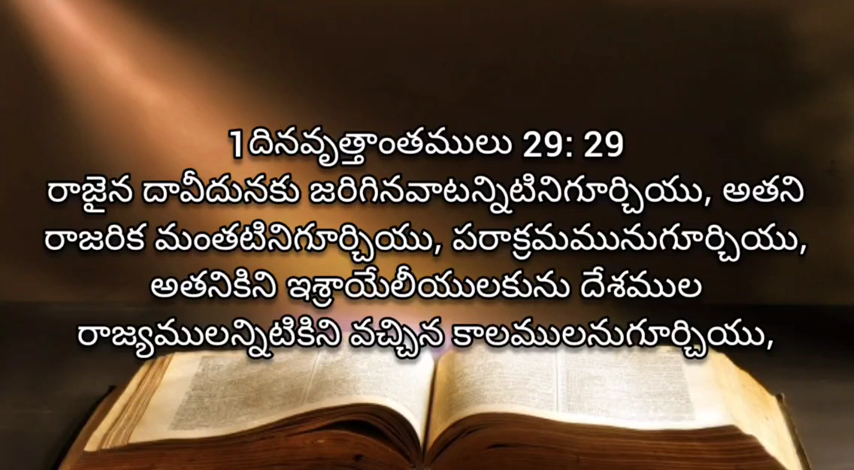 1దినవృత్తాంతములు 29: 29
రాజైన దావీదునకు జరిగినవాటన్నిటినిగూర్చియు, అతని
రాజరిక మంతటినిగూర్చియు, పరాక్రమమునుగూర్చియు,
అతనికిని ఇశ్రాయేలీయులకును దేశముల
రాజ్యములన్నిటికిని వచ్చిన కాలములనుగూర్చియు,